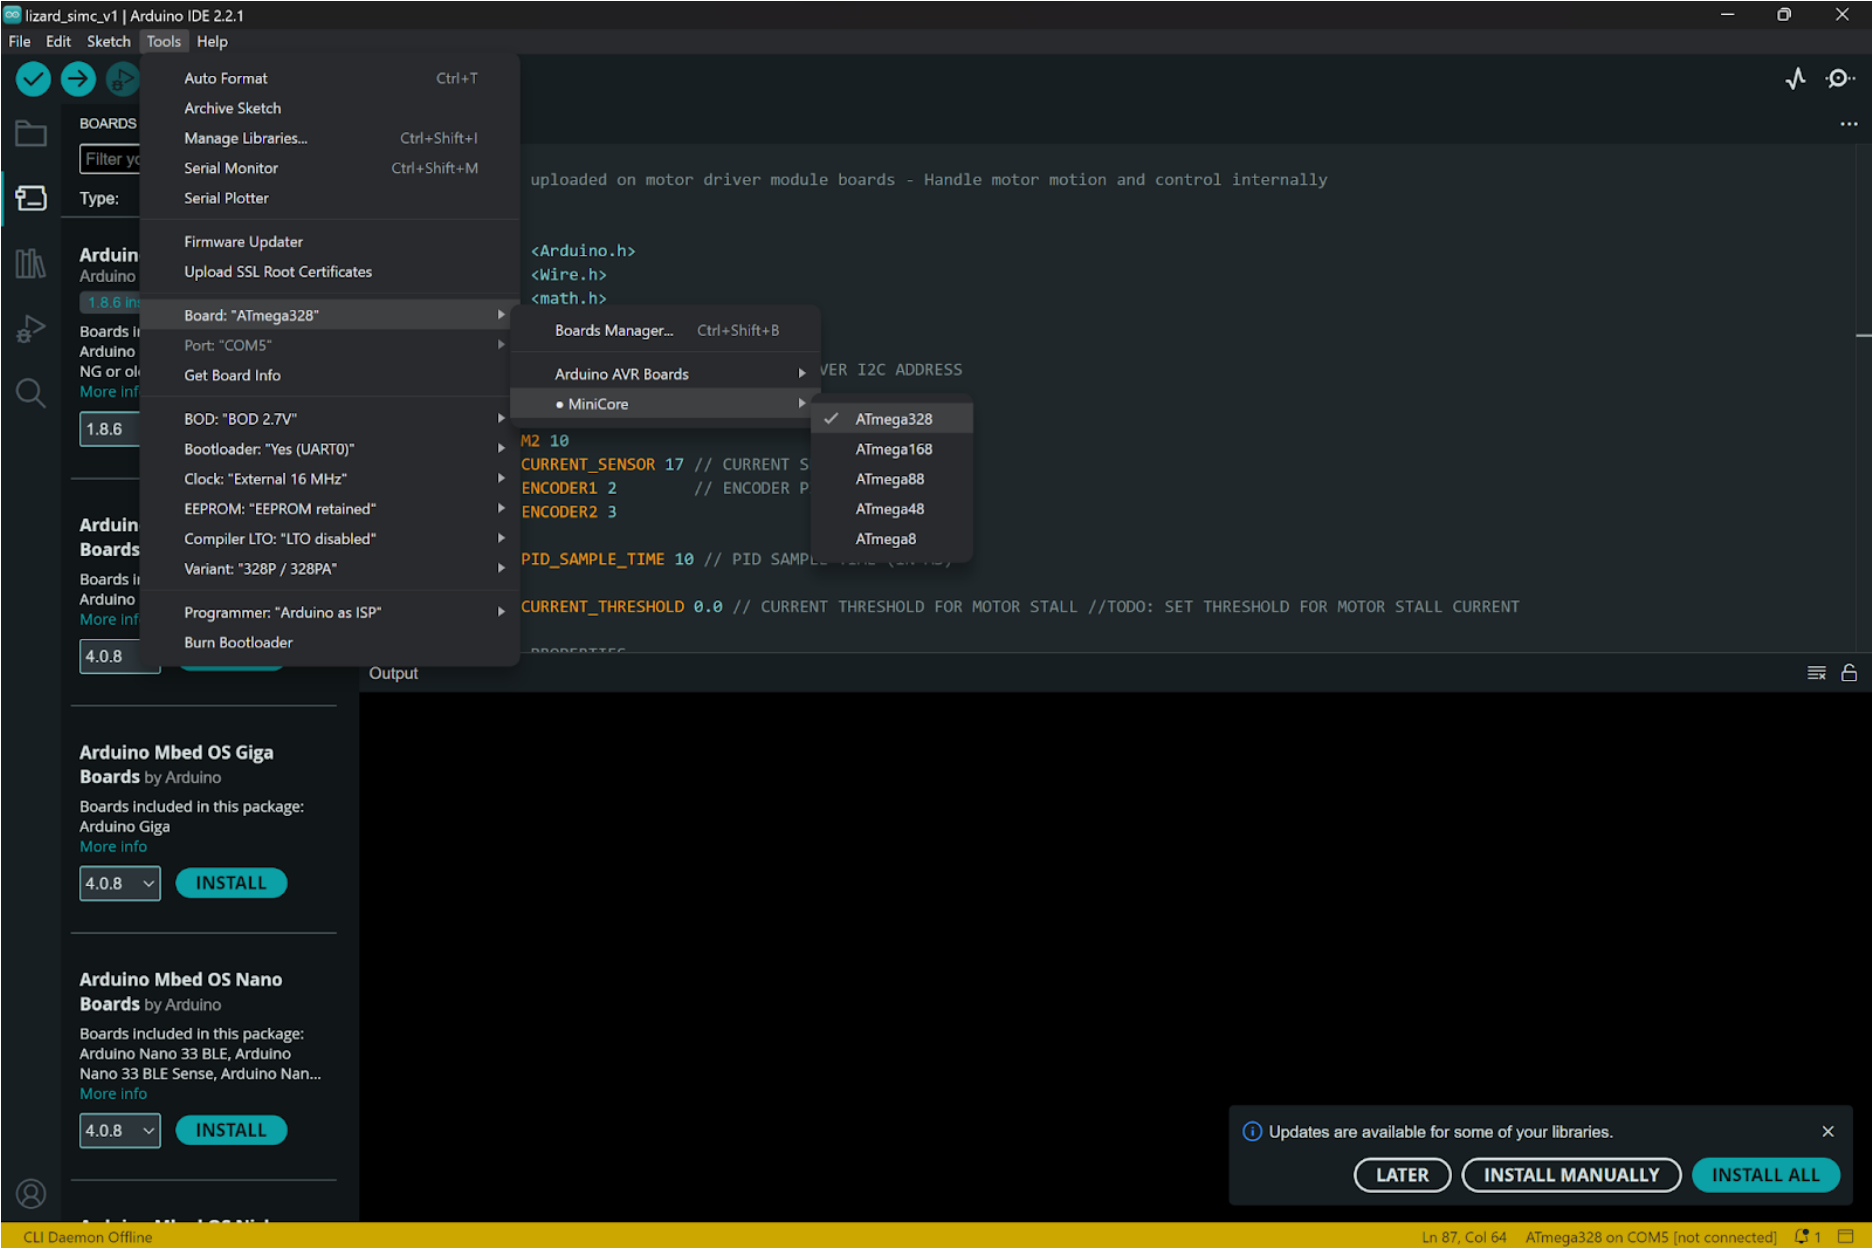 lizard_simc_v1 | Arduino IDE 2.2.1
File Edit Sketch Tools Help
Auto Format Ctrl+T
Archive Sketch
Manage Libraries... Ctrl+Shift+I
Serial Monitor Ctrl+Shift+M
Serial Plotter
Firmware Updater
Upload SSL Root Certificates
Board: "ATmega328"
Port: "COM5"
Get Board Info
BOD: "BOD 2.7V"
Bootloader: "Yes (UART0)"
Clock: "External 16 MHz"
EEPROM: "EEPROM retained"
Compiler LTO: "LTO disabled"
Variant: "328P / 328PA"
Programmer: "Arduino as ISP"
Burn Bootloader
Boards Manager... Ctrl+Shift+B
Arduino AVR Boards
• MiniCore
ATmega328
ATmega168
ATmega88
ATmega48
ATmega8
BOARDS
Filter
Type:
Arduin
Arduino
1.8.6
Boards
Arduino
NG or
More
1.8.6
Arduin
Boards
Boards
Arduino
More
4.0.8
Arduino Mbed OS Giga
Boards by Arduino
Boards included in this package:
Arduino Giga
More info
4.0.8 INSTALL
Arduino Mbed OS Nano
Boards by Arduino
Boards included in this package:
Arduino Nano 33 BLE, Arduino
Nano 33 BLE Sense, Arduino Nan...
More info
4.0.8 INSTALL
uploaded on motor driver module boards - Handle motor motion and control internally
<Arduino.h>
<Wire.h>
<math.h>
VER I2C ADDRESS
M2 10
CURRENT_SENSOR 17 // CURRENT S
ENCODER1 2 // ENCODER P
ENCODER2 3
PID_SAMPLE_TIME 10 // PID SAMPLE TIME
CURRENT_THRESHOLD 0.0 // CURRENT THRESHOLD FOR MOTOR STALL //TODO: SET THRESHOLD FOR MOTOR STALL CURRENT
PROPERTIES
Output
Updates are available for some of your libraries.
LATER INSTALL MANUALLY INSTALL ALL
CLI Daemon Offline
Ln 87, Col 64 ATmega328 on COM5 [not connected] 1